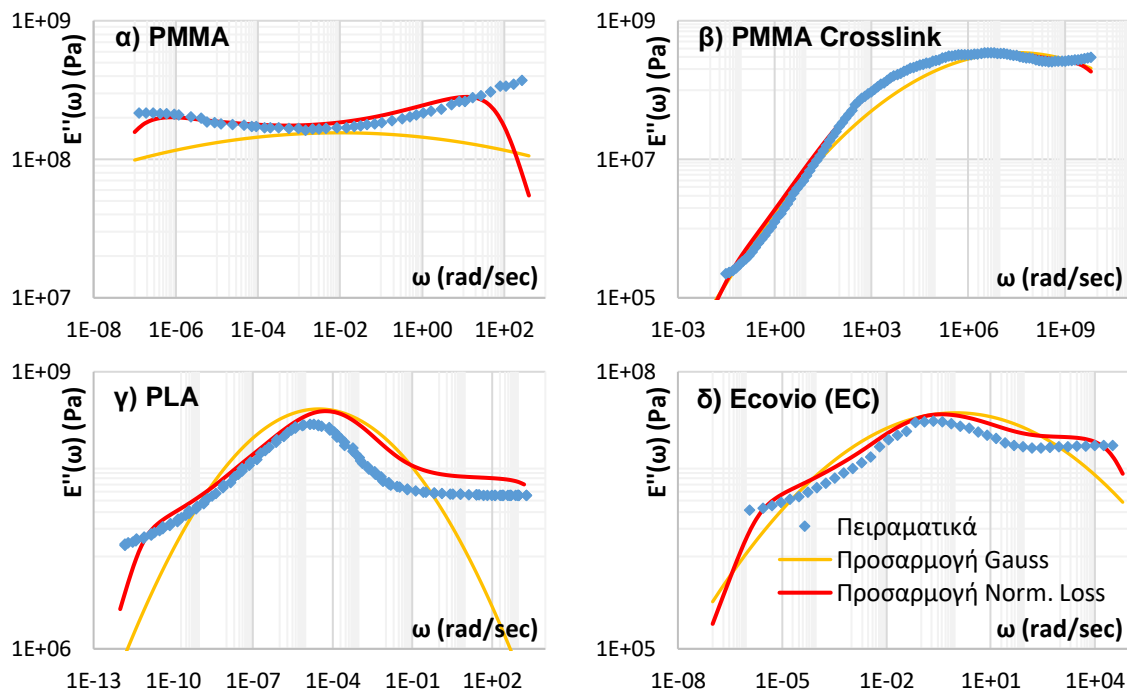 α) PMMA
1E+09
1E+08
1E+07
E''(ω) (Pa)
ω (rad/sec)
1E-08 1E-06 1E-04 1E-02 1E+00 1E+02
β) PMMA Crosslink
1E+09
1E+07
1E+05
E''(ω) (Pa)
ω (rad/sec)
1E-03 1E+00 1E+03 1E+06 1E+09
γ) PLA
1E+09
1E+06
E''(ω) (Pa)
ω (rad/sec)
1E-13 1E-10 1E-07 1E-04 1E-01 1E+02
δ) Ecovio (EC)
1E+08
1E+05
E''(ω) (Pa)
Πειραματικά
Προσαρμογή Gauss
Προσαρμογή Norm. Loss
ω (rad/sec)
1E-08 1E-05 1E-02 1E+01 1E+04